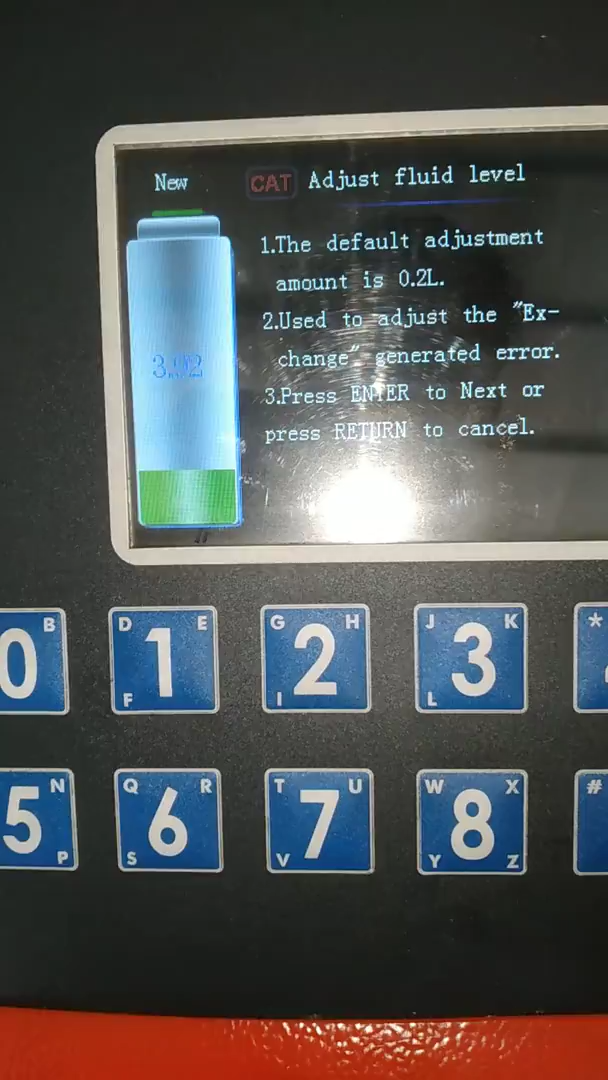 New
CAT Adjust fluid level
1.The default adjustment
amount is 0.2L.
2.Used to adjust the "Ex-
change" generated error.
3.Press ENTER to Next or
press RETURN to cancel.
B
0
D E
1
F
G H
2
I
J K
3
L
*
N
5
P
Q R
6
S
T U
7
V
W X
8
Y Z
#